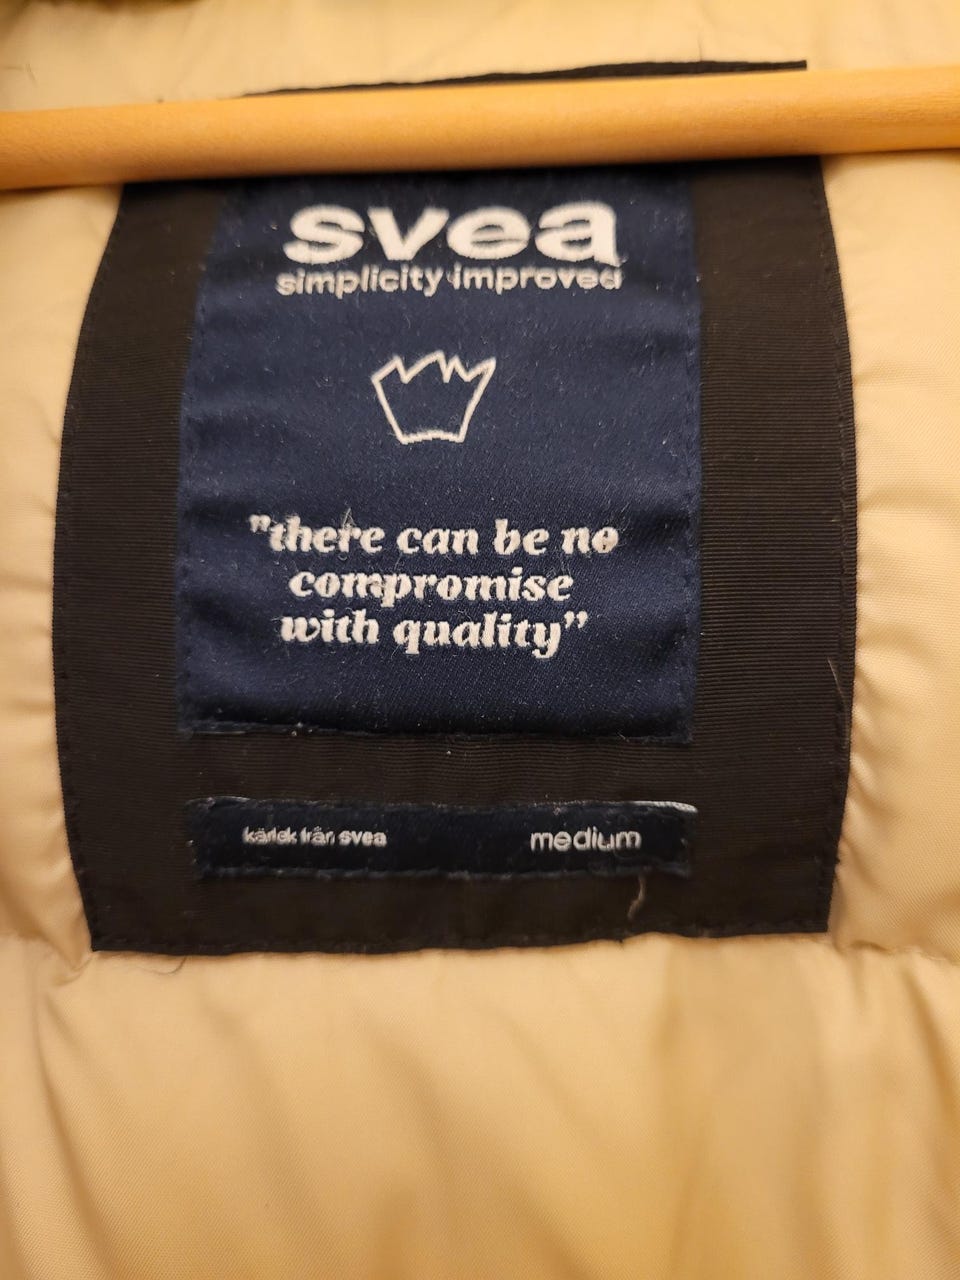 svea
simplicity improved
"there can be no
compromise
with quality”
kärlek från svea
medium